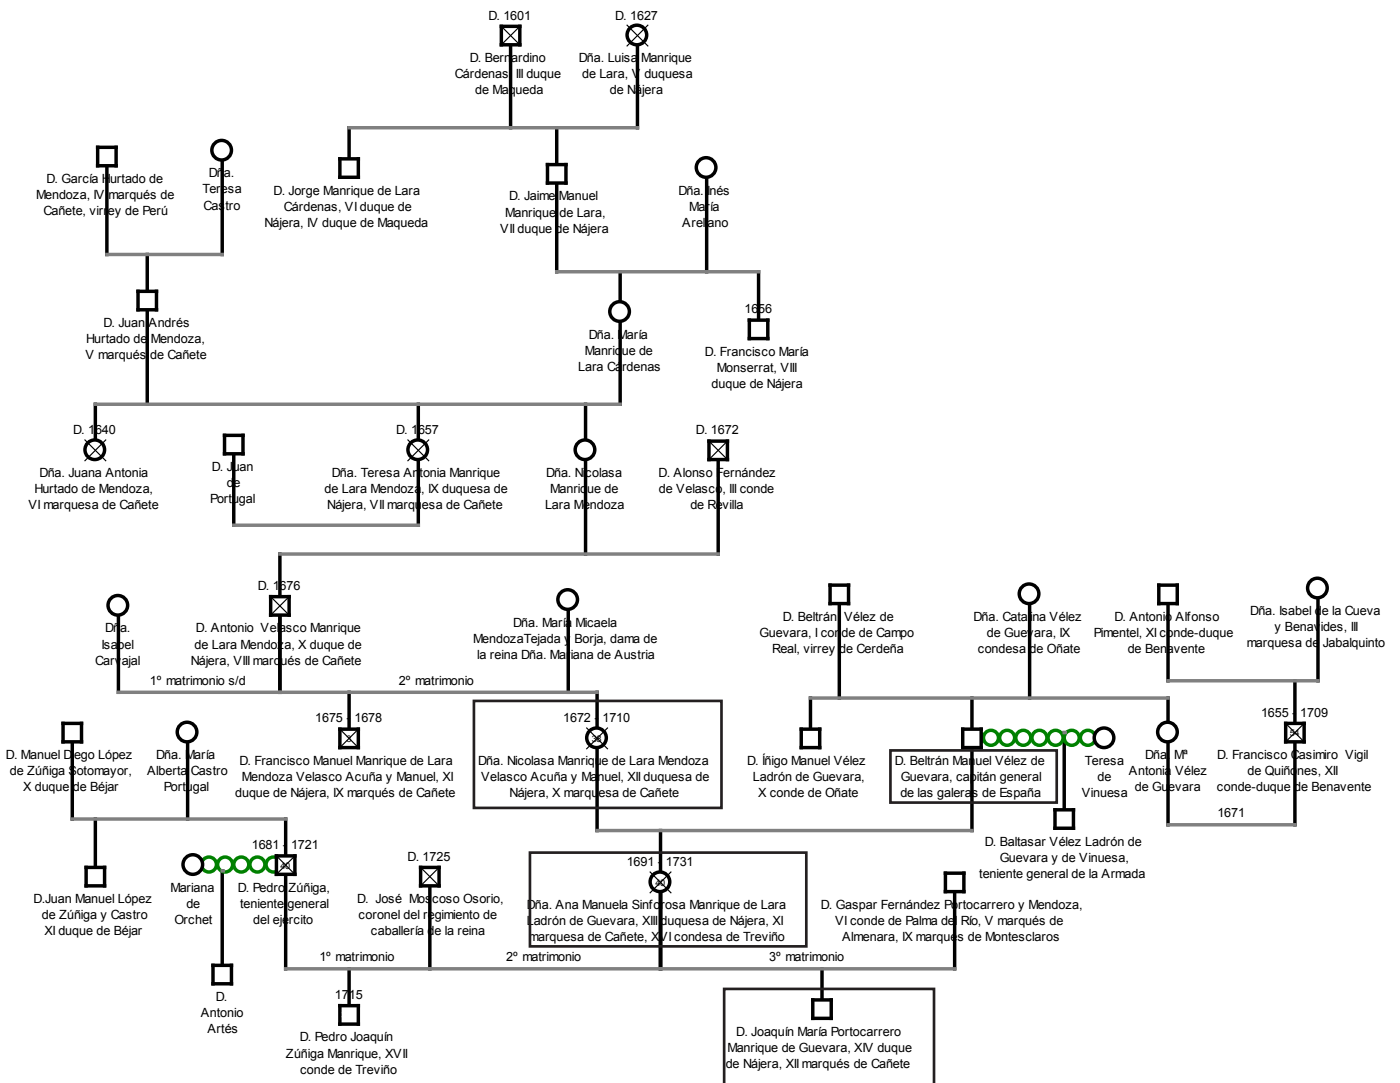 D. 1601
D. Bernardino
Cárdenas, III duque
de Maqueda
D. 1627
Dña. Luisa Manrique
de Lara, V duquesa
de Nájera
D. García Hurtado de
Mendoza, IV marqués de
Cañete, virrey de Perú
Dña.
Teresa
Castro
D. Jorge Manrique de Lara
Cárdenas, VI duque de
Nájera, IV duque de Maqueda
D. Jaime Manuel
Manrique de Lara,
VII duque de Nájera
Dña. Inés
María
Arellano
D. Juan Andrés
Hurtado de Mendoza,
V marqués de Cañete
Dña. María
Manrique de
Lara Cárdenas
1656
D. Francisco María
Monserrat, VIII
duque de Nájera
D. 1640
Dña. Juana Antonia
Hurtado de Mendoza,
VI marquesa de Cañete
D. Juan
de
Portugal
D. 1657
Dña. Teresa Antonia Manrique
de Lara Mendoza, IX duquesa de
Nájera, VII marquesa de Cañete
Dña. Nicolasa
Manrique de
Lara Mendoza
D. 1672
D. Alonso Fernández
de Velasco, III conde
de Revilla
Dña.
Isabel
Carvajal
D. 1676
D. Antonio Velasco Manrique
de Lara Mendoza, X duque de
Nájera, VIII marqués de Cañete
Dña. María Micaela
MendozaTejada y Borja, dama de
la reina Dña. Mariana de Austria
D. Beltrán Vélez de
Guevara, I conde de Campo
Real, virrey de Cerdeña
Dña. Catalina Vélez
de Guevara, IX
condesa de Oñate
D. Antonio Alfonso
Pimentel, XI conde-duque
de Benavente
Dña. Isabel de la Cueva
y Benavides, III
marquesa de Jabalquinto
1º matrimonio s/d
2º matrimonio
D. Manuel Diego López
de Zúñiga Sotomayor,
X duque de Béjar
Dña. María
Alberta Castro
Portugal
1675 - 1678
D. Francisco Manuel Manrique de Lara
Mendoza Velasco Acuña y Manuel, XI
duque de Nájera, IX marqués de Cañete
1672 - 1710
38
Dña. Nicolasa Manrique de Lara Mendoza
Velasco Acuña y Manuel, XII duquesa de
Nájera, X marquesa de Cañete
D. Íñigo Manuel Vélez
Ladrón de Guevara,
X conde de Oñate
D. Beltrán Manuel Vélez de
Guevara, capitán general
de las galeras de España
Teresa
de
Vinuesa
Dña. Mª
Antonia Vélez
de Guevara
1655 - 1709
54
D. Francisco Casimiro Vigil
de Quiñones, XII
conde-duque de Benavente
1671
D. Baltasar Vélez Ladrón de
Guevara y de Vinuesa,
teniente general de la Armada
D.Juan Manuel López
de Zúñiga y Castro
XI duque de Béjar
Mariana
de
Orchet
1681 - 1721
40
D. Pedro Zúñiga,
teniente general
del ejército
D. 1725
D. José Moscoso Osorio,
coronel del regimiento de
caballería de la reina
1691 - 1731
40
Dña. Ana Manuela Sinforosa Manrique de Lara
Ladrón de Guevara, XIII duquesa de Nájera, XI
marquesa de Cañete, XVI condesa de Treviño
D. Gaspar Fernández Portocarrero y Mendoza,
VI conde de Palma del Río, V marqués de
Almenara, IX marqués de Montesclaros
1º matrimonio
2º matrimonio
3º matrimonio
D.
Antonio
Artés
1715
D. Pedro Joaquín
Zúñiga Manrique, XVII
conde de Treviño
D. Joaquín María Portocarrero
Manrique de Guevara, XIV duque
de Nájera, XII marqués de Cañete